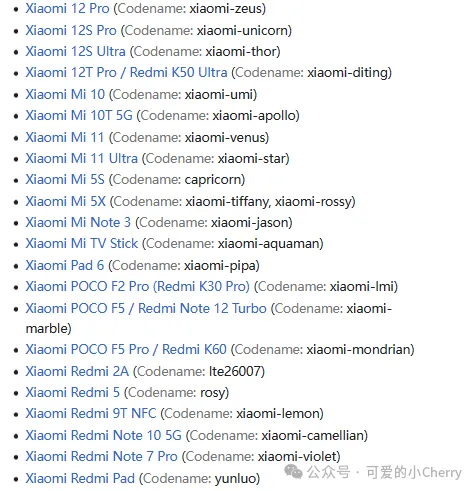 Xiaomi 12 Pro (Codename: xiaomi-zeus)
Xiaomi 12S Pro (Codename: xiaomi-unicorn)
Xiaomi 12S Ultra (Codename: xiaomi-thor)
Xiaomi 12T Pro / Redmi K50 Ultra (Codename: xiaomi-diting)
Xiaomi Mi 10 (Codename: xiaomi-umi)
Xiaomi Mi 10T 5G (Codename: xiaomi-apollo)
Xiaomi Mi 11 (Codename: xiaomi-venus)
Xiaomi Mi 11 Ultra (Codename: xiaomi-star)
Xiaomi Mi 5S (Codename: capricorn)
Xiaomi Mi 5X (Codename: xiaomi-tiffany, xiaomi-rossy)
Xiaomi Mi Note 3 (Codename: xiaomi-jason)
Xiaomi Mi TV Stick (Codename: xiaomi-aquaman)
Xiaomi Pad 6 (Codename: xiaomi-pipa)
Xiaomi POCO F2 Pro (Redmi K30 Pro) (Codename: xiaomi-lmi)
Xiaomi POCO F5 / Redmi Note 12 Turbo (Codename: xiaomi-
marble)
Xiaomi POCO F5 Pro / Redmi K60 (Codename: xiaomi-mondrian)
Xiaomi Redmi 2A (Codename: lte26007)
Xiaomi Redmi 5 (Codename: rosy)
Xiaomi Redmi 9T NFC (Codename: xiaomi-lemon)
Xiaomi Redmi Note 10 5G (Codename: xiaomi-camellian)
Xiaomi Redmi Note 7 Pro (Codename: xiaomi-violet)
Xiaomi Redmi Pad (Codename: yunluo)
公众号 · 可爱的小Cherry